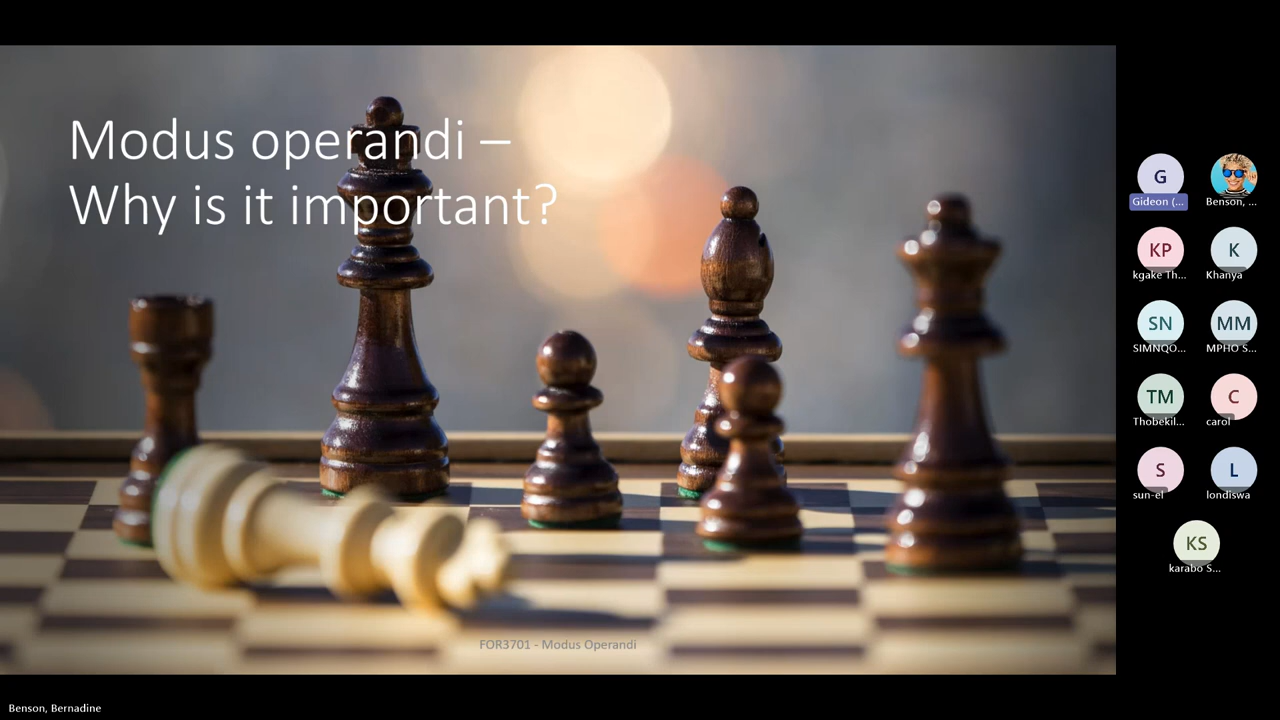 Modus operandi –
Why is it important?
FOR3701 - Modus Operandi
G
Gideon (...
Benson, ...
KP
kgake Th...
K
Khanya
SN
SIMNQO...
MM
MPHO S...
TM
Thobekil...
C
carol
S
sun-el
L
londiswa
KS
karabo S...
Benson, Bernadine